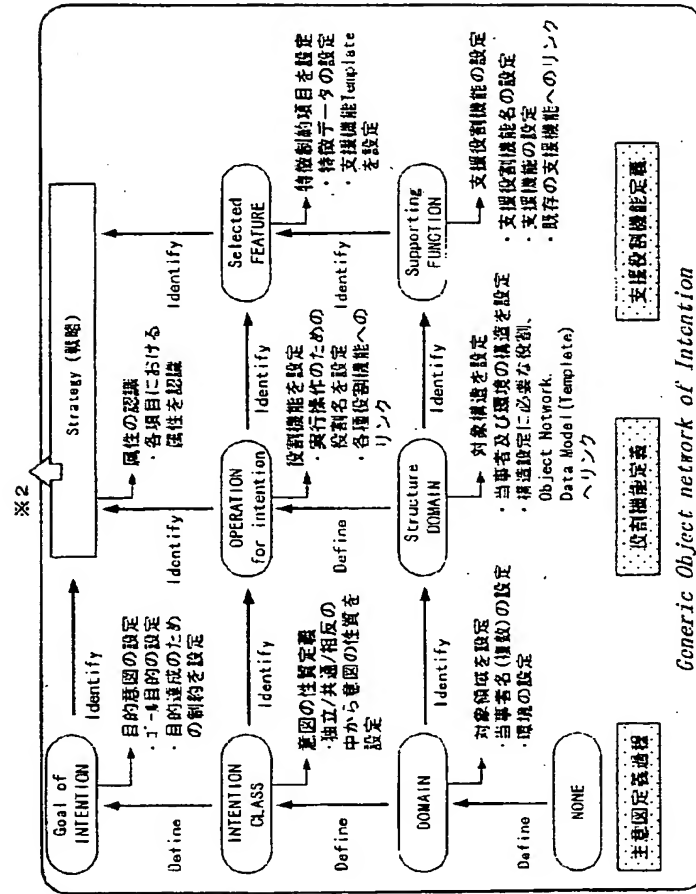 ※2
Strategy (戦略)
Goal of
INTENTION
Identify
目的意図の設定
・ゴール目的の設定
・目的達成のため
の制約を設定
属性の認識
・各項目における
属性を認識
Define
Identify
Identify
INTENTION
CLASS
Identify
OPERATION
for intention
Identify
Selected
FEATURE
意図の性質定義
・独立/共通/相反の
中から意図の性質を
設定
役割機能を設定
・実行操作のための
役割名を設定
・各種役割機能への
リンク
特徴制約項目を設定
・特徴データの設定
・支援機能Template
を設定
Define
Define
Identify
DOMAIN
Identify
Structure
DOMAIN
Identify
Supporting
FUNCTION
対象領域を設定
・当事者名(複数)の設定
・環境の設定
対象構造を設定
・当事者及び環境の構造を設定
・構造設定に必要な役割、
Object Network、
Data Model (Template)
へリンク
支援役割機能の設定
・支援役割機能名の設定
・支援機能の設定
・既存の支援機能へのリンク
Define
NONE
主意図定義過程
役割機能定義
支援役割機能定義
Generic Object network of Intention